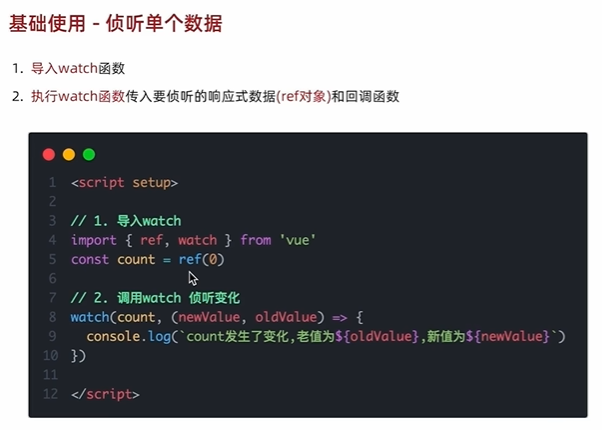 基础使用 - 侦听单个数据
1. 导入watch函数
2. 执行watch函数传入要侦听的响应式数据(ref对象)和回调函数
1 <script setup>
2
3 // 1. 导入watch
4 import { ref, watch } from 'vue'
5 const count = ref(0)
6
7 // 2. 调用watch 侦听变化
8 watch(count, (newValue, oldValue) => {
9 console.log(`count发生了变化,老值为${oldValue},新值为${newValue}`)
10 })
11
12 </script>